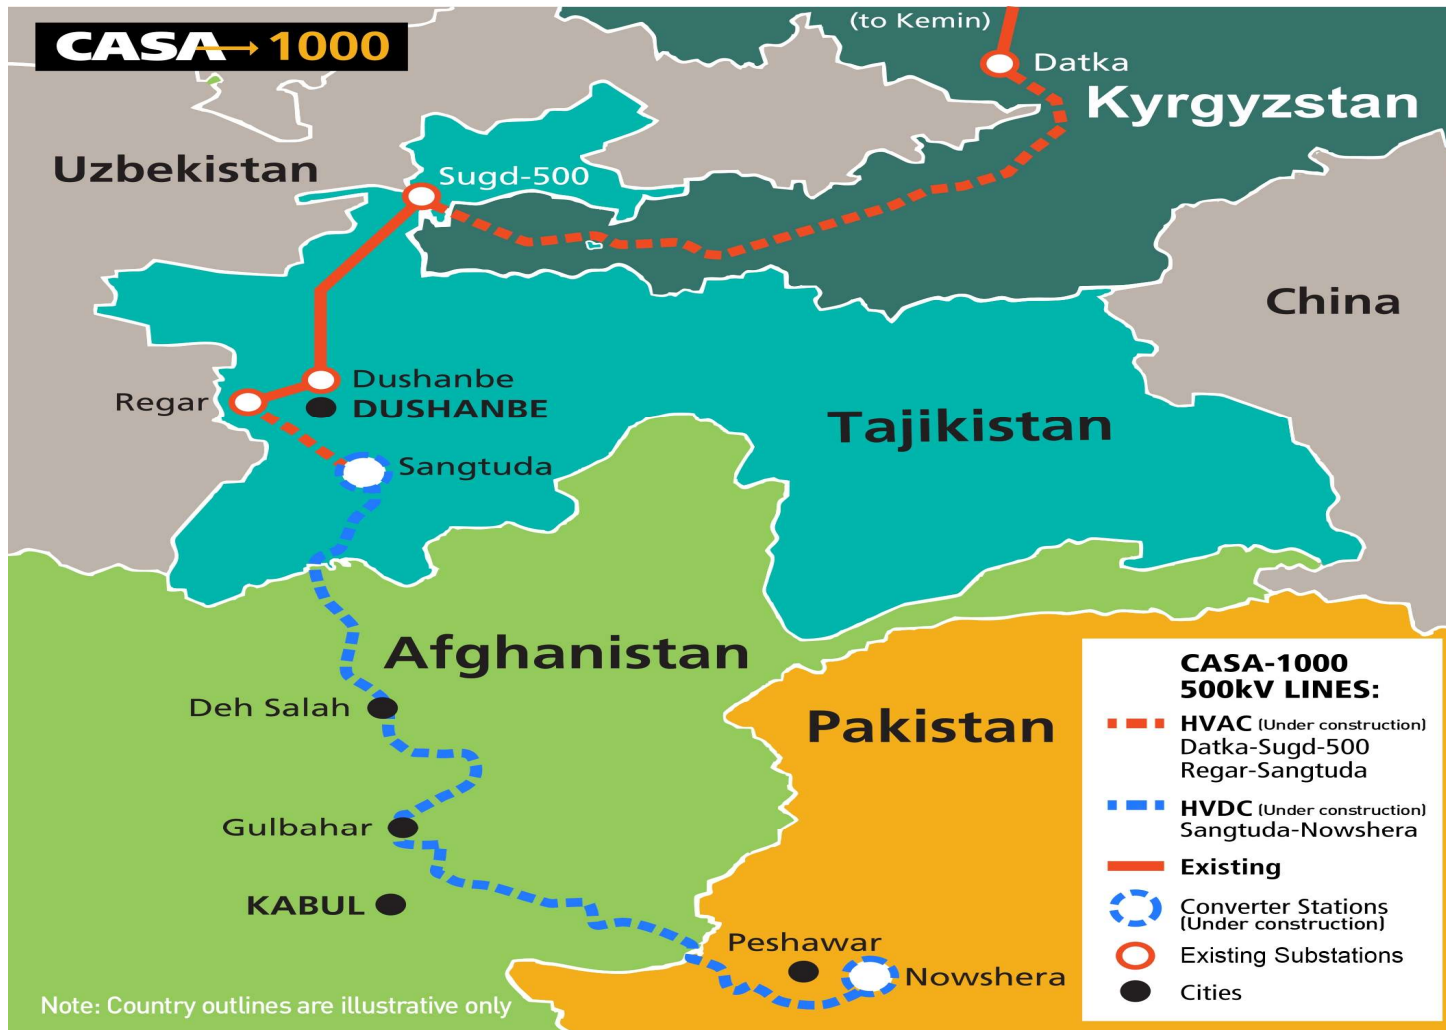 CASA 1000
(to Kemin)
Datka
Kyrgyzstan
Uzbekistan
Sugd-500
China
Dushanbe
Regar
DUSHANBE
Tajikistan
Sangtuda
Afghanistan
Deh Salah
Pakistan
Gulbahar
KABUL
Peshawar
Nowshera
Note: Country outlines are illustrative only
CASA-1000
500kV LINES:
HVAC (Under construction)
Datka-Sugd-500
Regar-Sangtuda
HVDC (Under construction)
Sangtuda-Nowshera
Existing
Converter Stations
(Under construction)
Existing Substations
Cities